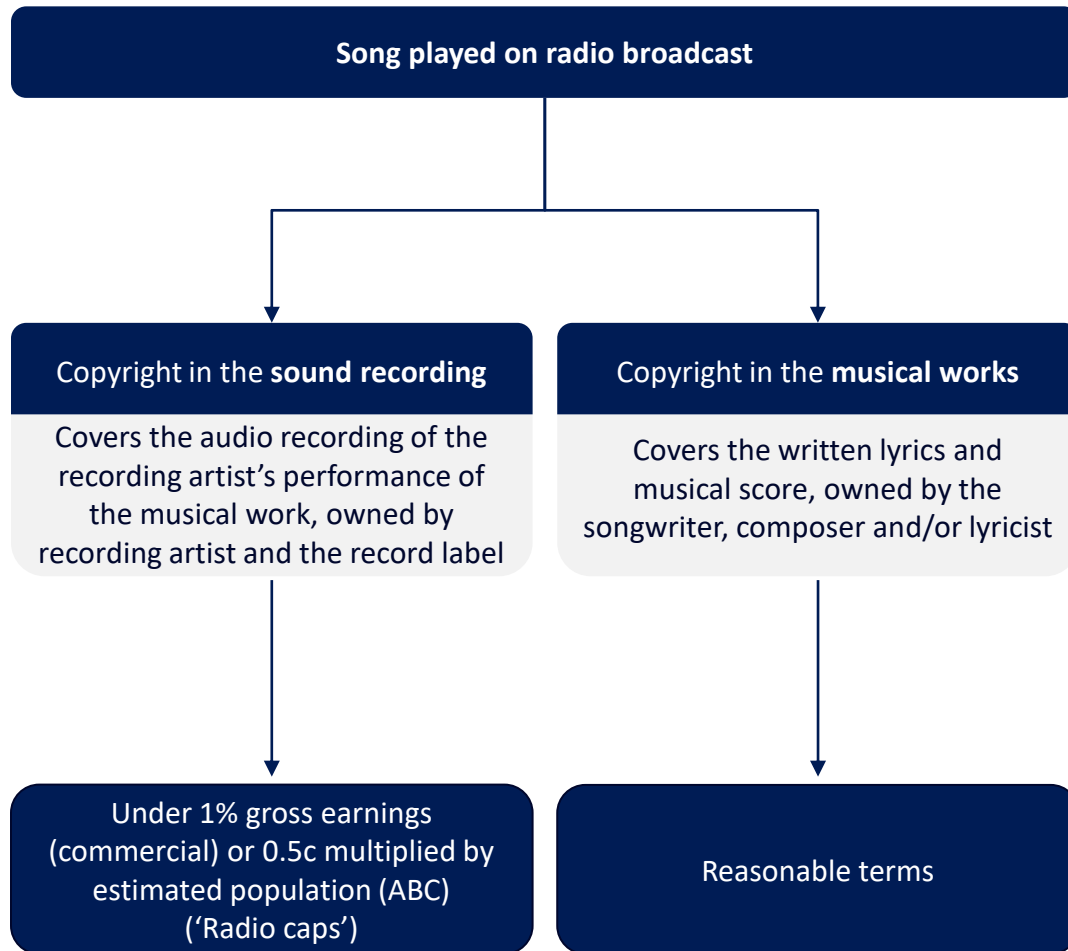 Song played on radio broadcast
Copyright in the sound recording
Covers the audio recording of the
recording artist’s performance of
the musical work, owned by
recording artist and the record label
Under 1% gross earnings
(commercial) or 0.5c multiplied by
estimated population (ABC)
(‘Radio caps’)
Copyright in the musical works
Covers the written lyrics and
musical score, owned by the
songwriter, composer and/or lyricist
Reasonable terms